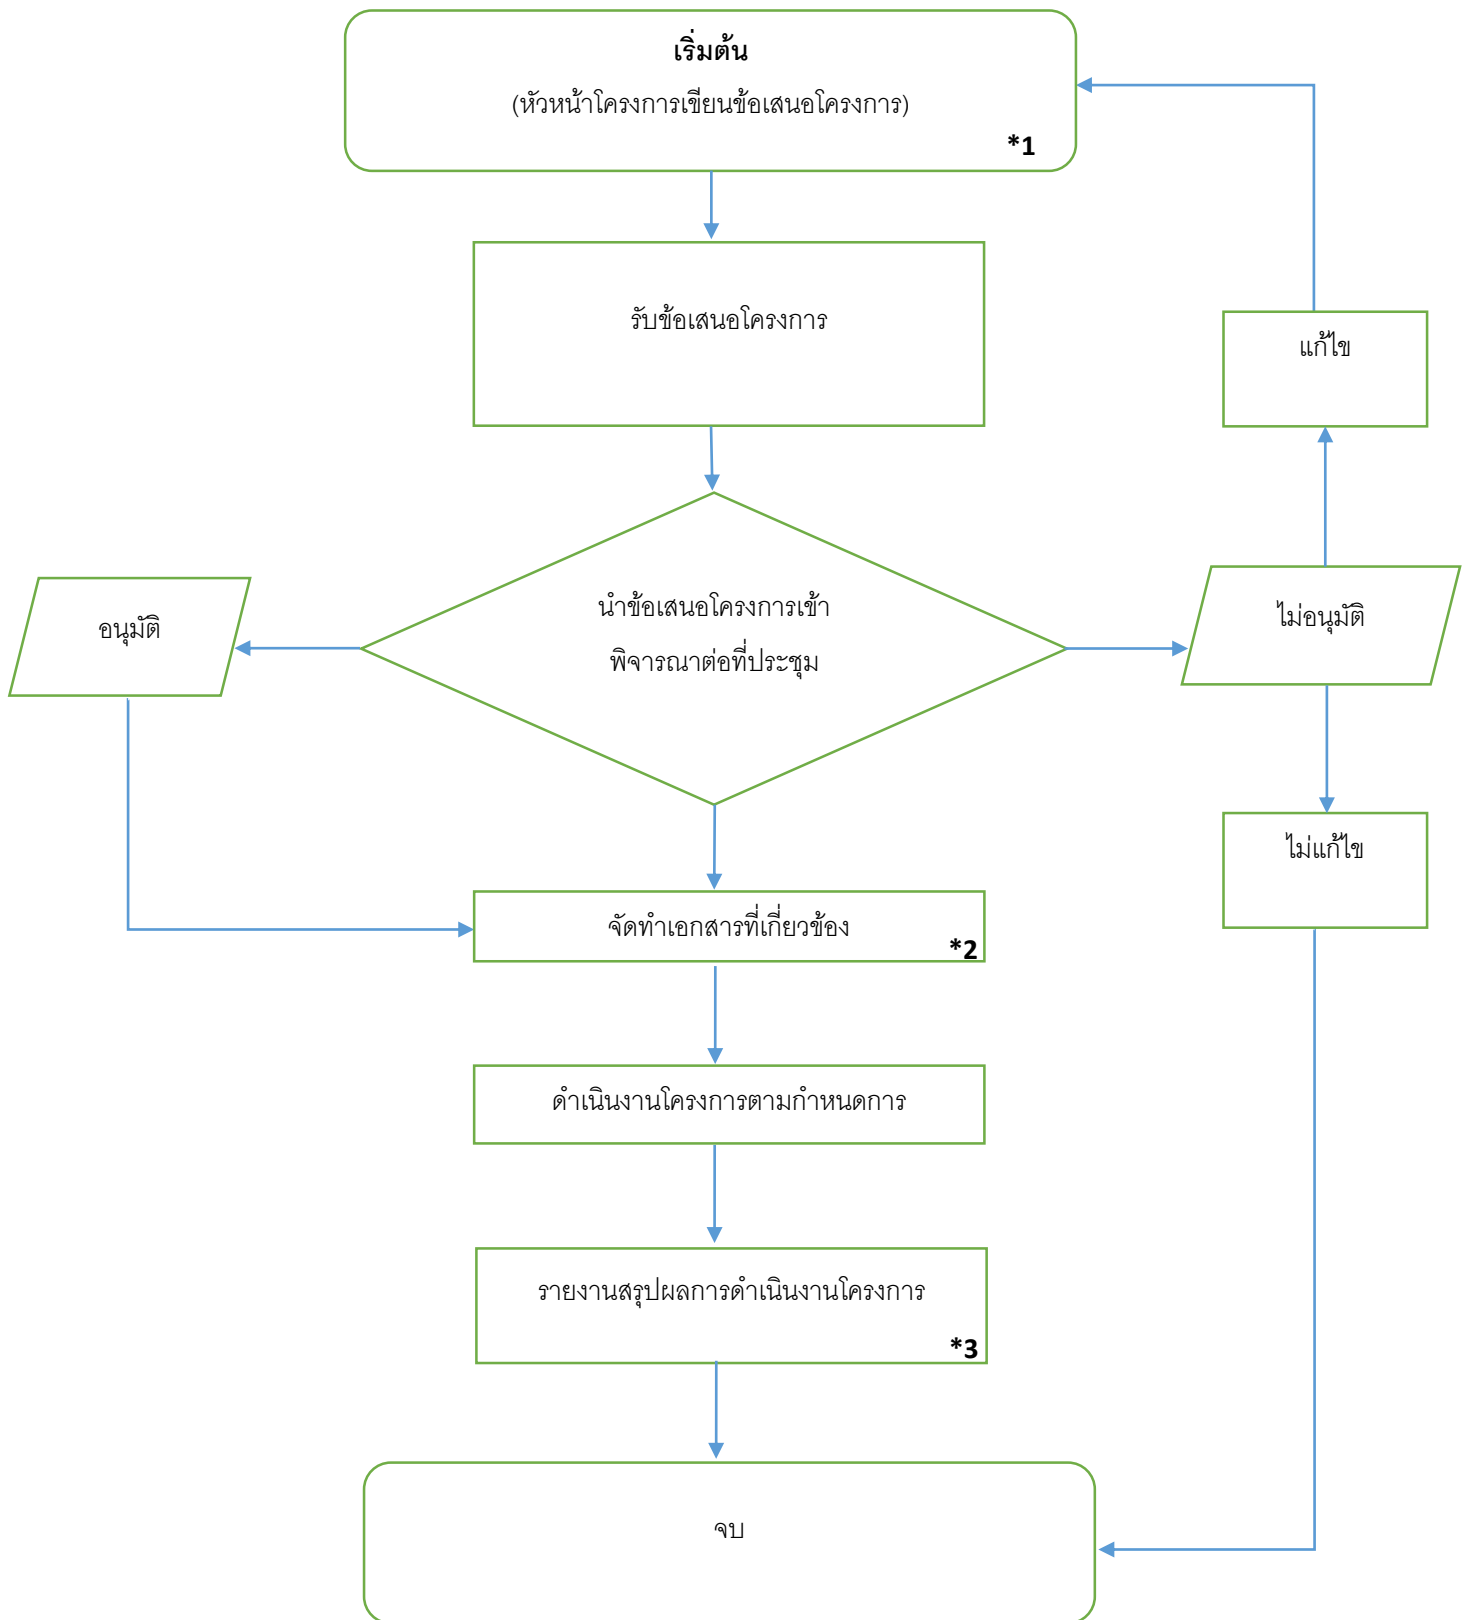 เริ่มต้น
(หัวหน้าโครงการเขียนข้อเสนอโครงการ)
*1
รับข้อเสนอโครงการ
แก้ไข
นำข้อเสนอโครงการเข้า
พิจารณาต่อที่ประชุม
อนุมัติ
ไม่อนุมัติ
ไม่แก้ไข
จัดทำเอกสารที่เกี่ยวข้อง
*2
ดำเนินงานโครงการตามกำหนดการ
รายงานสรุปผลการดำเนินงานโครงการ
*3
จบ